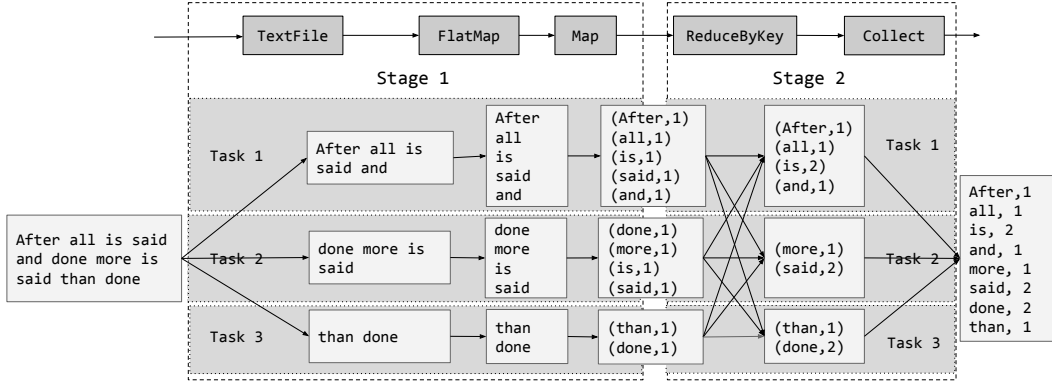 TextFile
FlatMap
Map
ReduceByKey
Collect
Stage 1
Stage 2
After all is said
and done more is
said than done
Task 1
After all is
said and
After
all
is
said
and
(After,1)
(all,1)
(is,1)
(said,1)
(and,1)
(After,1)
(all,1)
(is,2)
(and,1)
Task 1
Task 2
done more is
said
done
more
is
said
(done,1)
(more,1)
(is,1)
(said,1)
(more,1)
(said,2)
Task 2
Task 3
than done
than
done
(than,1)
(done,1)
(than,1)
(done,2)
Task 3
After,1
all, 1
is, 2
and, 1
more, 1
said, 2
done, 2
than, 1